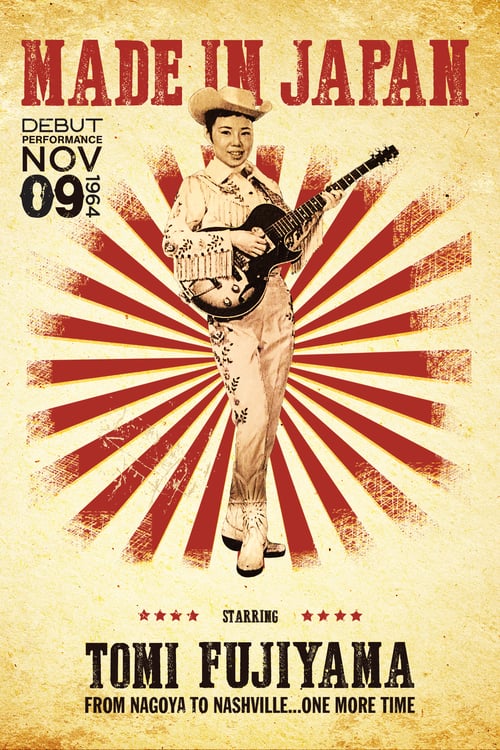 MADE IN JAPAN
DEBUT
PERFORMANCE
NOV
09 1964
STARRING
TOMI FUJIYAMA
FROM NAGOYA TO NASHVILLE...ONE MORE TIME